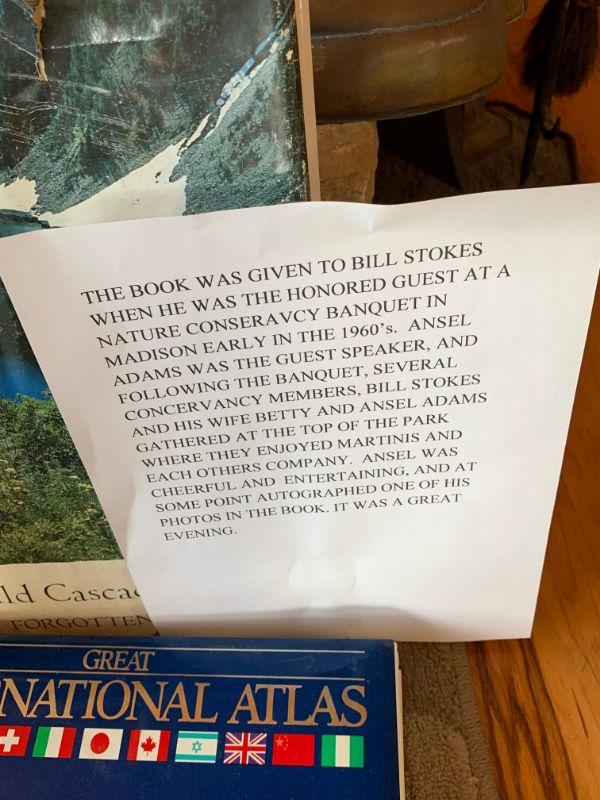 THE BOOK WAS GIVEN TO BILL STOKES
WHEN HE WAS THE HONORED GUEST AT A
NATURE CONSERAVCY BANQUET IN
MADISON EARLY IN THE 1960's. ANSEL
ADAMS WAS THE GUEST SPEAKER, AND
FOLLOWING THE BANQUET, SEVERAL
CONCERVANCY MEMBERS, BILL STOKES
AND HIS WIFE BETTY AND ANSEL ADAMS
GATHERED AT THE TOP OF THE PARK
WHERE THEY ENJOYED MARTINIS AND
EACH OTHERS COMPANY. ANSEL WAS
CHEERFUL AND ENTERTAINING, AND AT
SOME POINT AUTOGRAPHED ONE OF HIS
PHOTOS IN THE BOOK. IT WAS A GREAT
EVENING.
ld Casca
FORGOTTEN
GREAT
RNATIONAL ATLAS